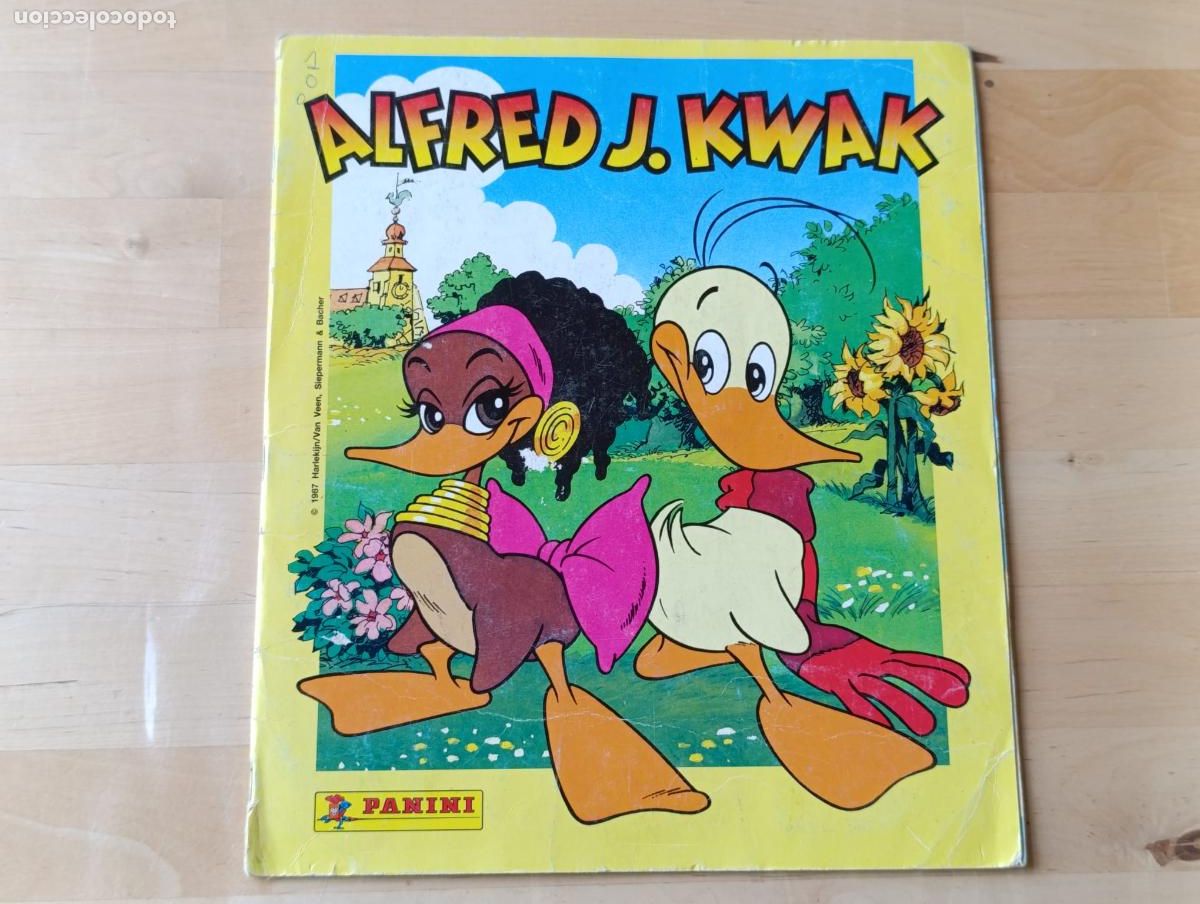 todocoleccion
ALFRED J. KWAK
© 1987 Harlekijn/Van Veen, Siepermann & Bacher
PANINI